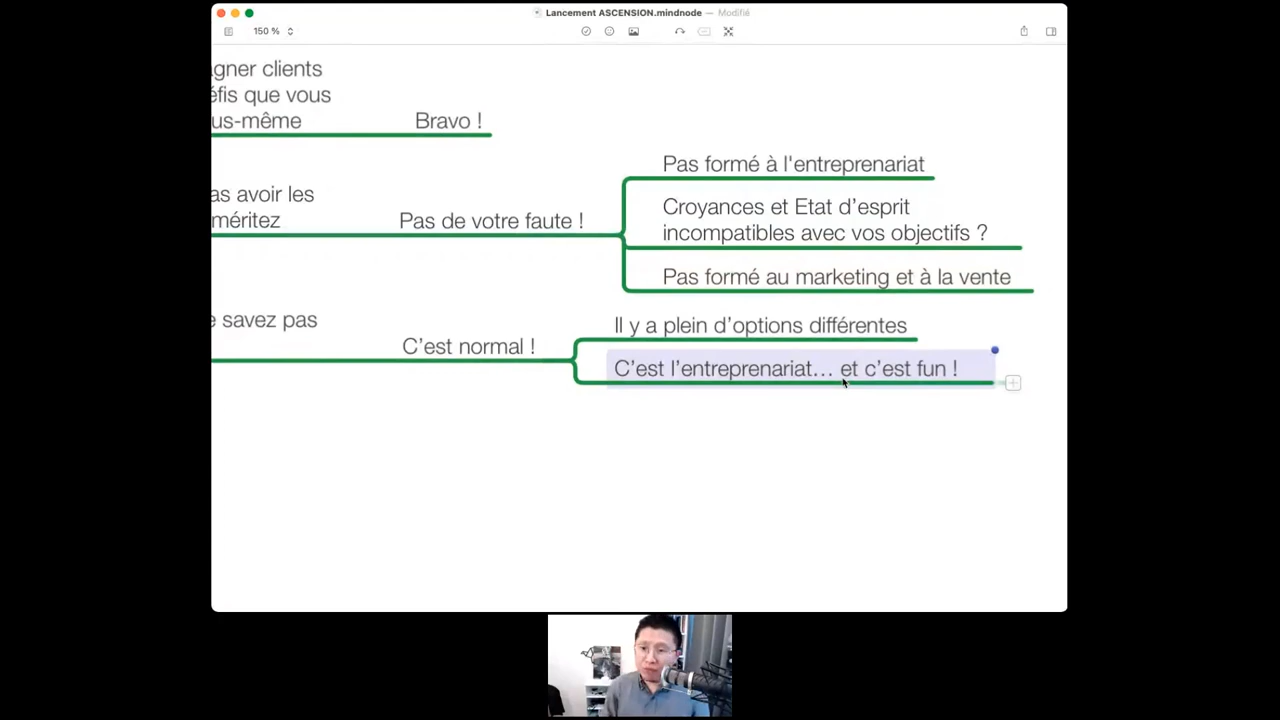 Lancement ASCENSION.mindnode — Modifié
150 %
gner clients
éfis que vous
us-même
Bravo !
as avoir les
méritez
Pas de votre faute !
Pas formé à l'entreprenariat
Croyances et Etat d’esprit
incompatibles avec vos objectifs ?
Pas formé au marketing et à la vente
e savez pas
C’est normal !
Il y a plein d’options différentes
C’est l’entreprenariat… et c’est fun !